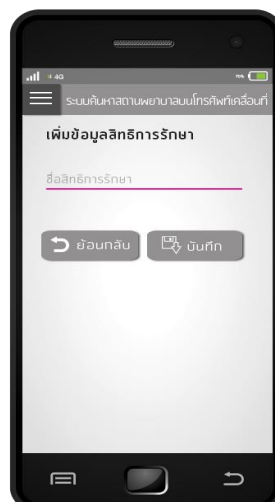 4G 70%
ระบบค้นหาสถานพยาบาลบนโทรศัพท์เคลื่อนที่
เพิ่มข้อมูลสิทธิการรักษา
ชื่อสิทธิการรักษา
ย้อนกลับ บันทึก